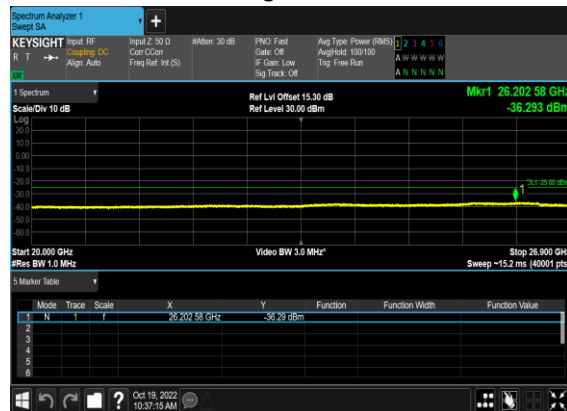 Spectrum Analyzer 1
Swept SA
+
KEYSIGHT Input: RF Input Z: 50 Ω #Atten: 30 dB PNO: Fast Avg Type: Power (RMS) 1 2 3 4 5 6
R T Coupling: DC Corr CCorr Gate: Off Avg|Hold: 100/100 A W W W W W
Align: Auto Freq Ref: Int (S) IF Gain: Low Trig: Free Run
Sig Track: Off A N N N N N
1 Spectrum Ref Lvl Offset 15.30 dB Mkr1 26.202 58 GHz
Scale/Div 10 dB Ref Level 30.00 dBm -36.293 dBm
Log
20.0
10.0
0.00
-10.0
-20.0
DL1 25.00 dBm
1
-30.0
-40.0
-50.0
-60.0
Start 20.000 GHz Video BW 3.0 MHz* Stop 26.900 GHz
#Res BW 1.0 MHz Sweep ~15.2 ms (40001 pts)
5 Marker Table
Mode Trace Scale X Y Function Function Width Function Value
1 N 1 f 26.202 58 GHz -36.29 dBm
2
3
4
5
6
? Oct 19, 2022
10:37:15 AM